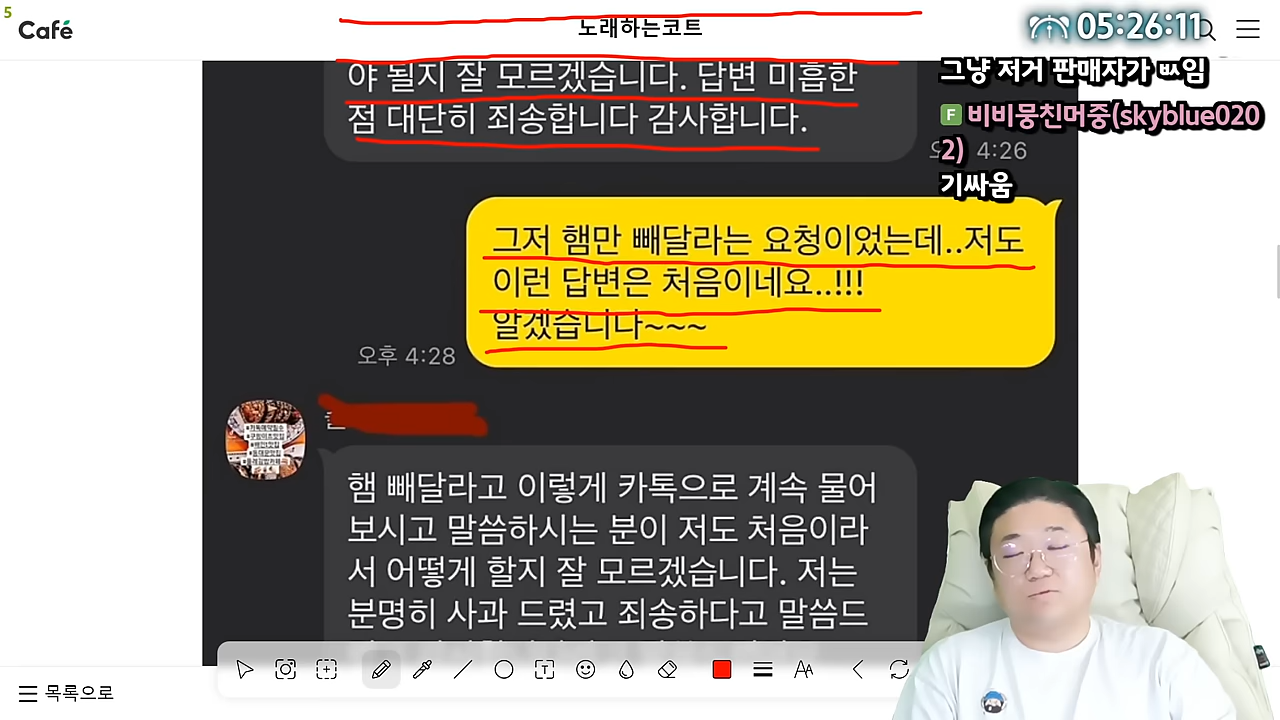 5
Café
노래하는코트
05:26:11
야 될지 잘 모르겠습니다. 답변 미흡한
점 대단히 죄송합니다 감사합니다.
4:26
그냥 저거 판매자가 ㅄ임
F 비비뭉친머중(skyblue020
2)
기싸움
그저 햄만 빼달라는 요청이었는데..저도
이런 답변은 처음이네요..!!!
알겠습니다~~~
오후 4:28
햄 빼달라고 이렇게 카톡으로 계속 물어
보시고 말씀하시는 분이 저도 처음이라
서 어떻게 할지 잘 모르겠습니다. 저는
분명히 사과 드렸고 죄송하다고 말씀드
목록으로